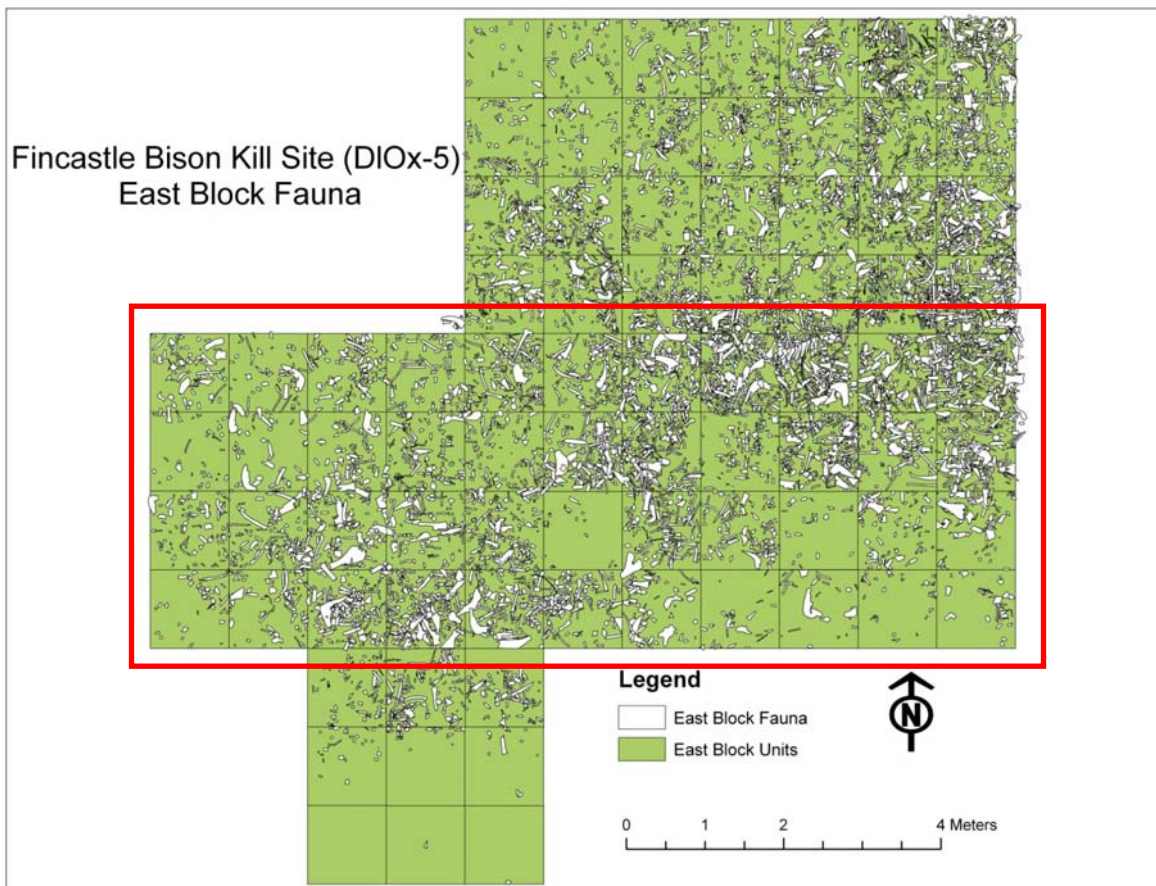 Fincastle Bison Kill Site (DlOx-5)
East Block Fauna
Legend
East Block Fauna
East Block Units
N
0 1 2 4 Meters